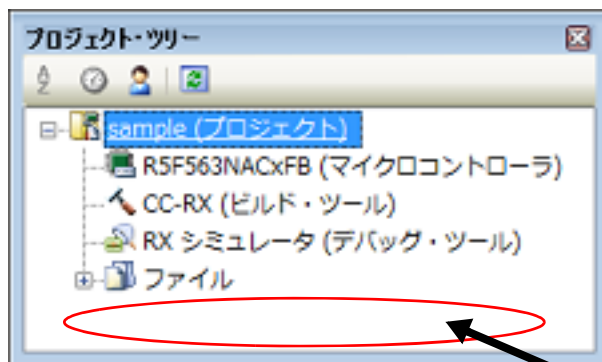 プロジェクト・ツリー
sample (プロジェクト)
R5F563NACxFB (マイクロコントローラ)
CC-RX (ビルド・ツール)
RX シミュレータ (デバッグ・ツール)
ファイル